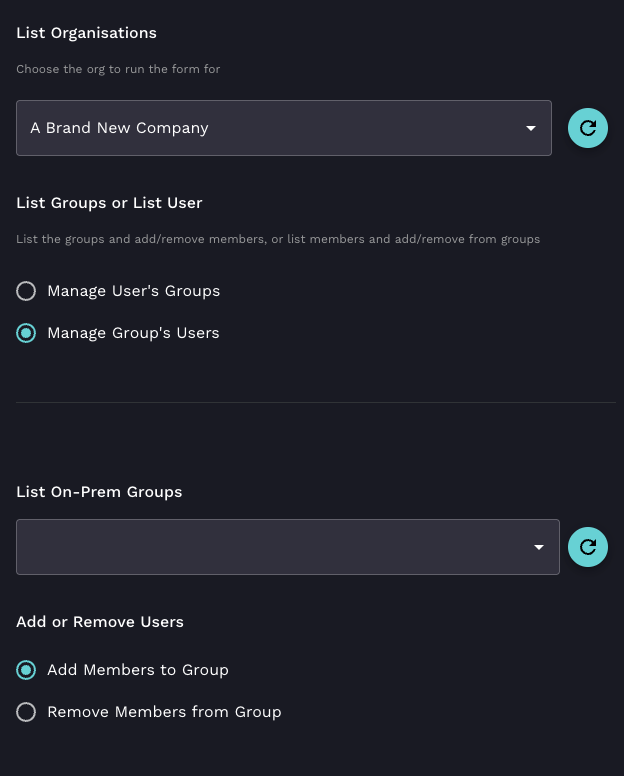 List Organisations
Choose the org to run the form for
A Brand New Company
List Groups or List User
List the groups and add/remove members, or list members and add/remove from groups
Manage User's Groups
Manage Group's Users
List On-Prem Groups
Add or Remove Users
Add Members to Group
Remove Members from Group